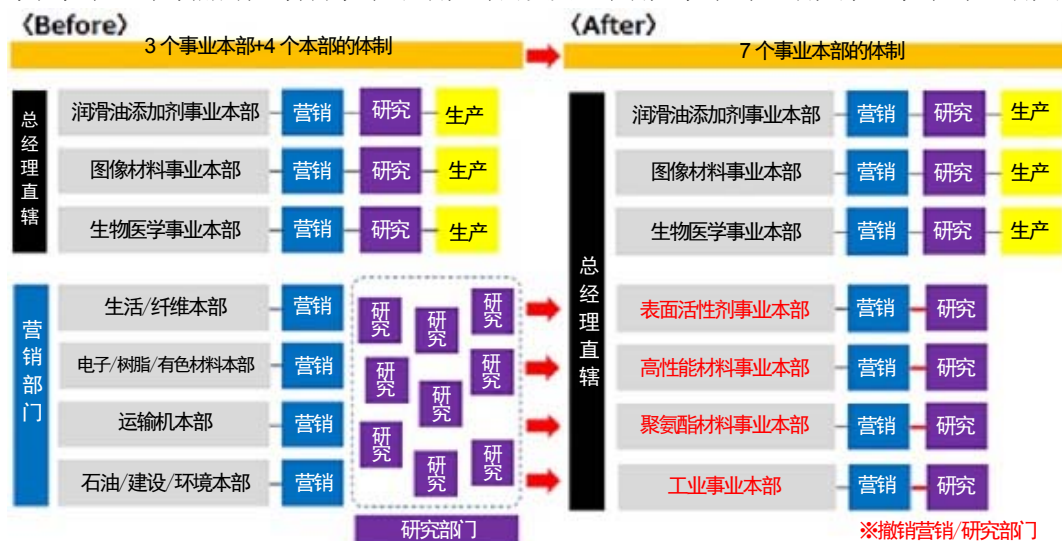 〈Before〉
3 个事业本部+4 个本部的体制
总经理直辖
润滑油添加剂事业本部 营销 研究 生产
图像材料事业本部 营销 研究 生产
生物医学事业本部 营销 研究 生产
营销部门
生活/纤维本部 营销
电子/树脂/有色材料本部 营销
运输机本部 营销
石油/建设/环境本部 营销
研究 研究 研究
研究 研究 研究
研究 研究 研究
研究部门
〈After〉
7 个事业本部的体制
总经理直辖
润滑油添加剂事业本部 营销 研究 生产
图像材料事业本部 营销 研究 生产
生物医学事业本部 营销 研究 生产
表面活性剂事业本部 营销 研究
高性能材料事业本部 营销 研究
聚氨酯材料事业本部 营销 研究
工业事业本部 营销 研究
※撤销营销/研究部门